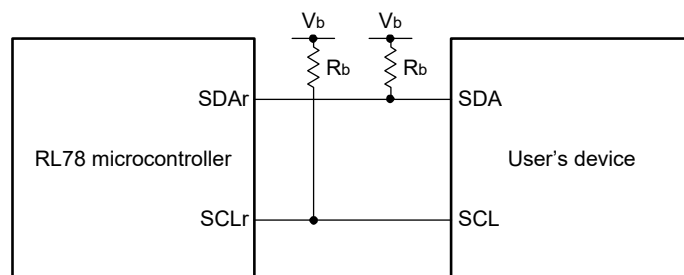 Vb Vb
Rb Rb
SDAr SDA
RL78 microcontroller User's device
SCLr SCL